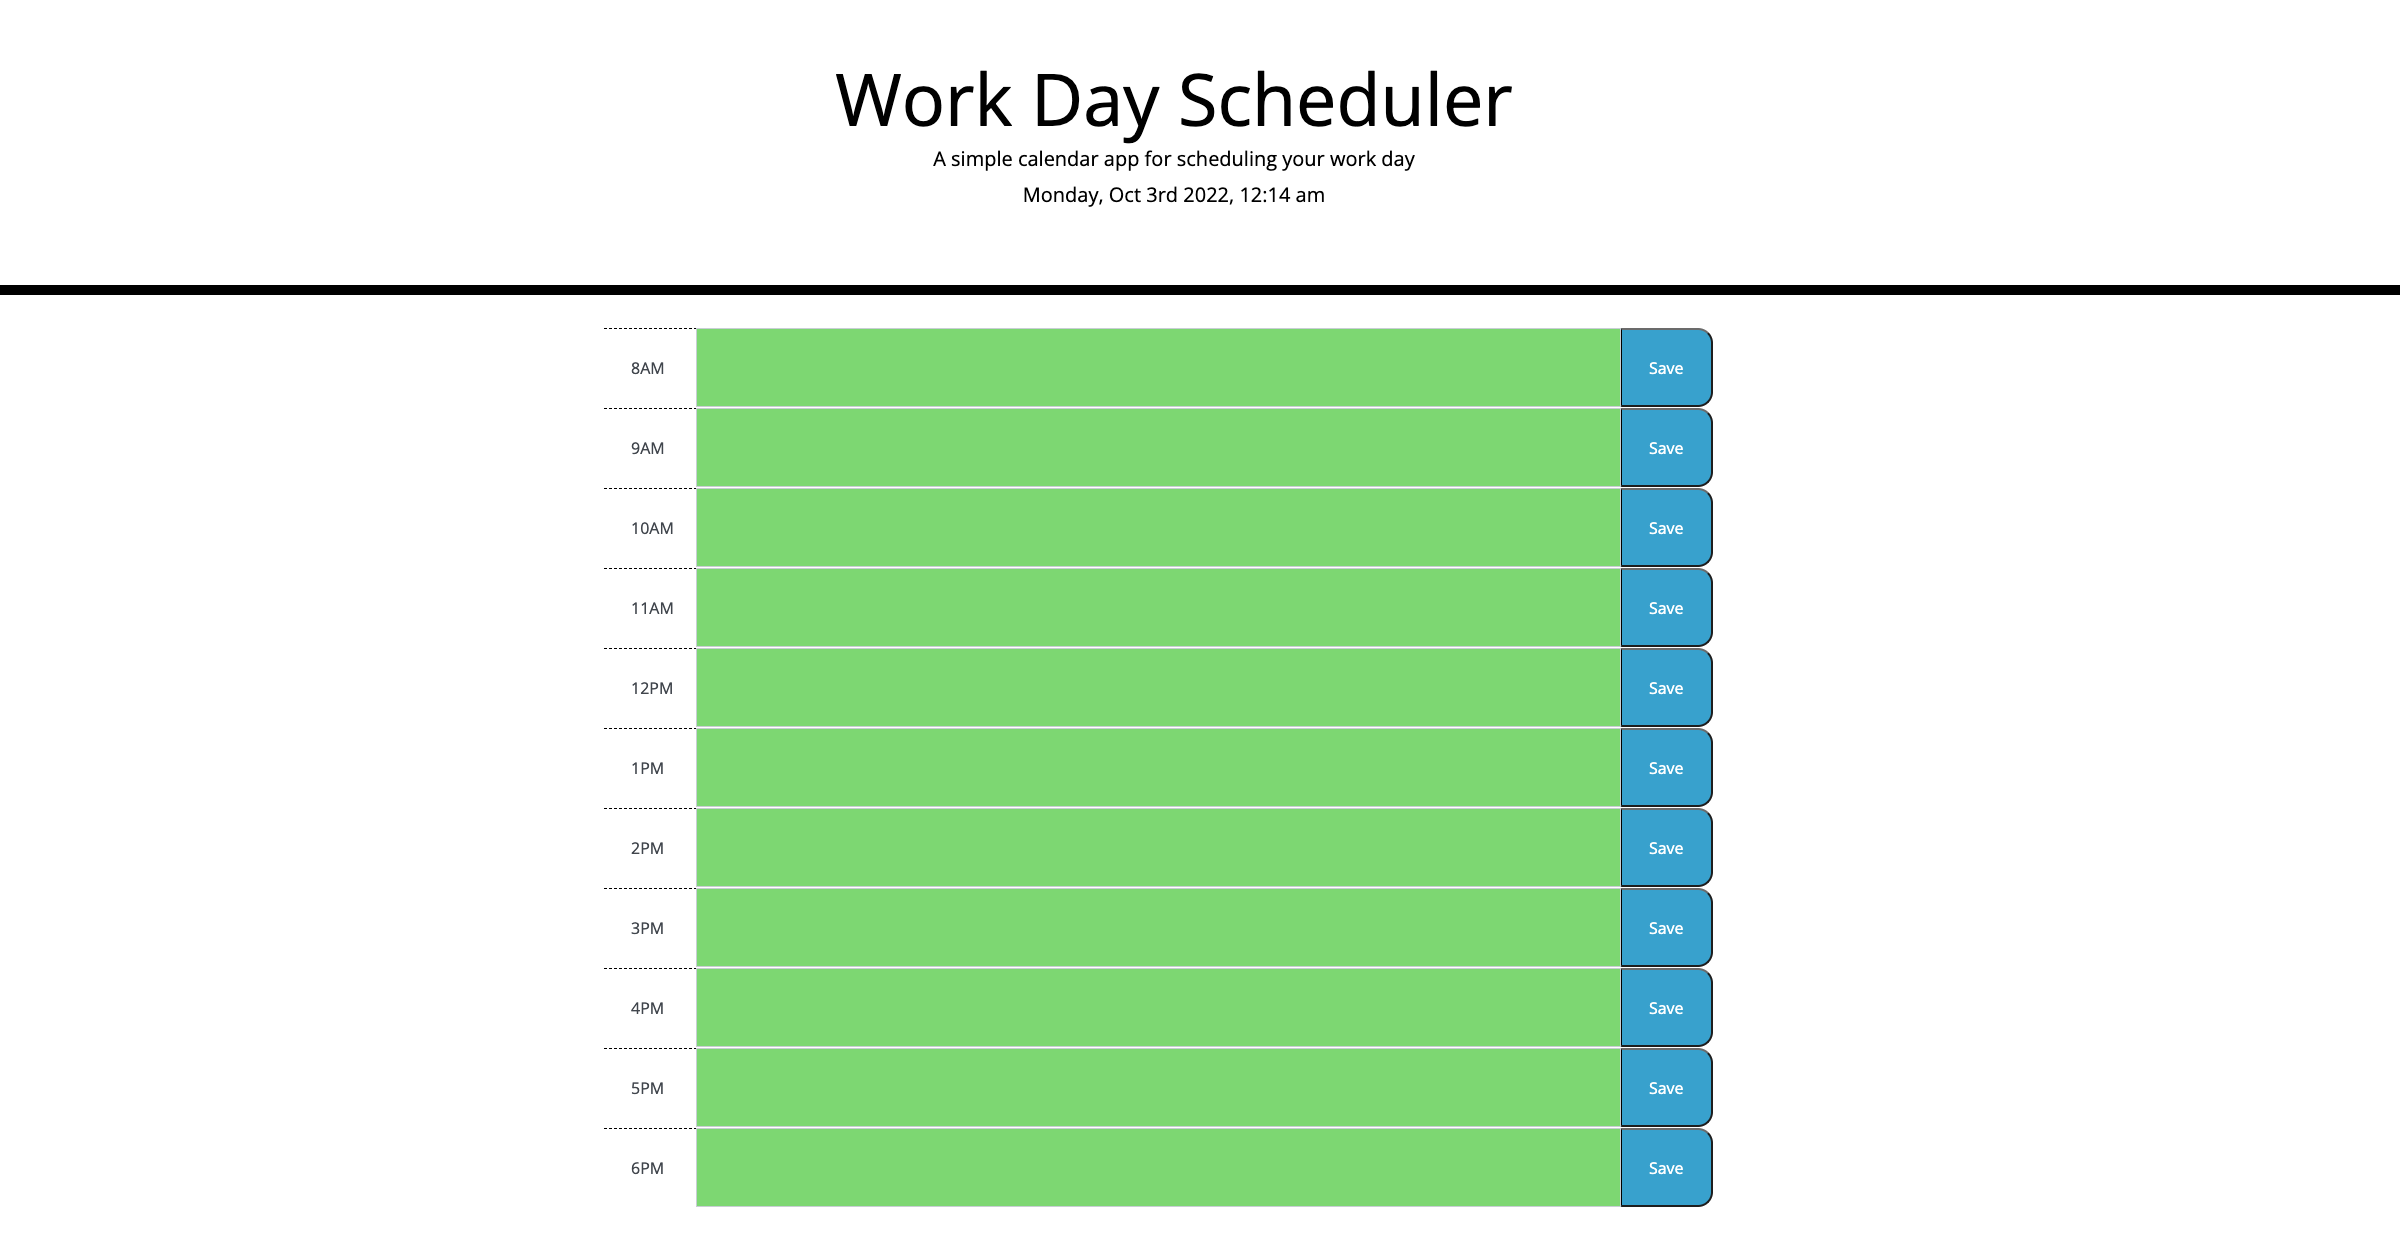 Work Day Scheduler
A simple calendar app for scheduling your work day
Monday, Oct 3rd 2022, 12:14 am
8AM Save
9AM Save
10AM Save
11AM Save
12PM Save
1PM Save
2PM Save
3PM Save
4PM Save
5PM Save
6PM Save